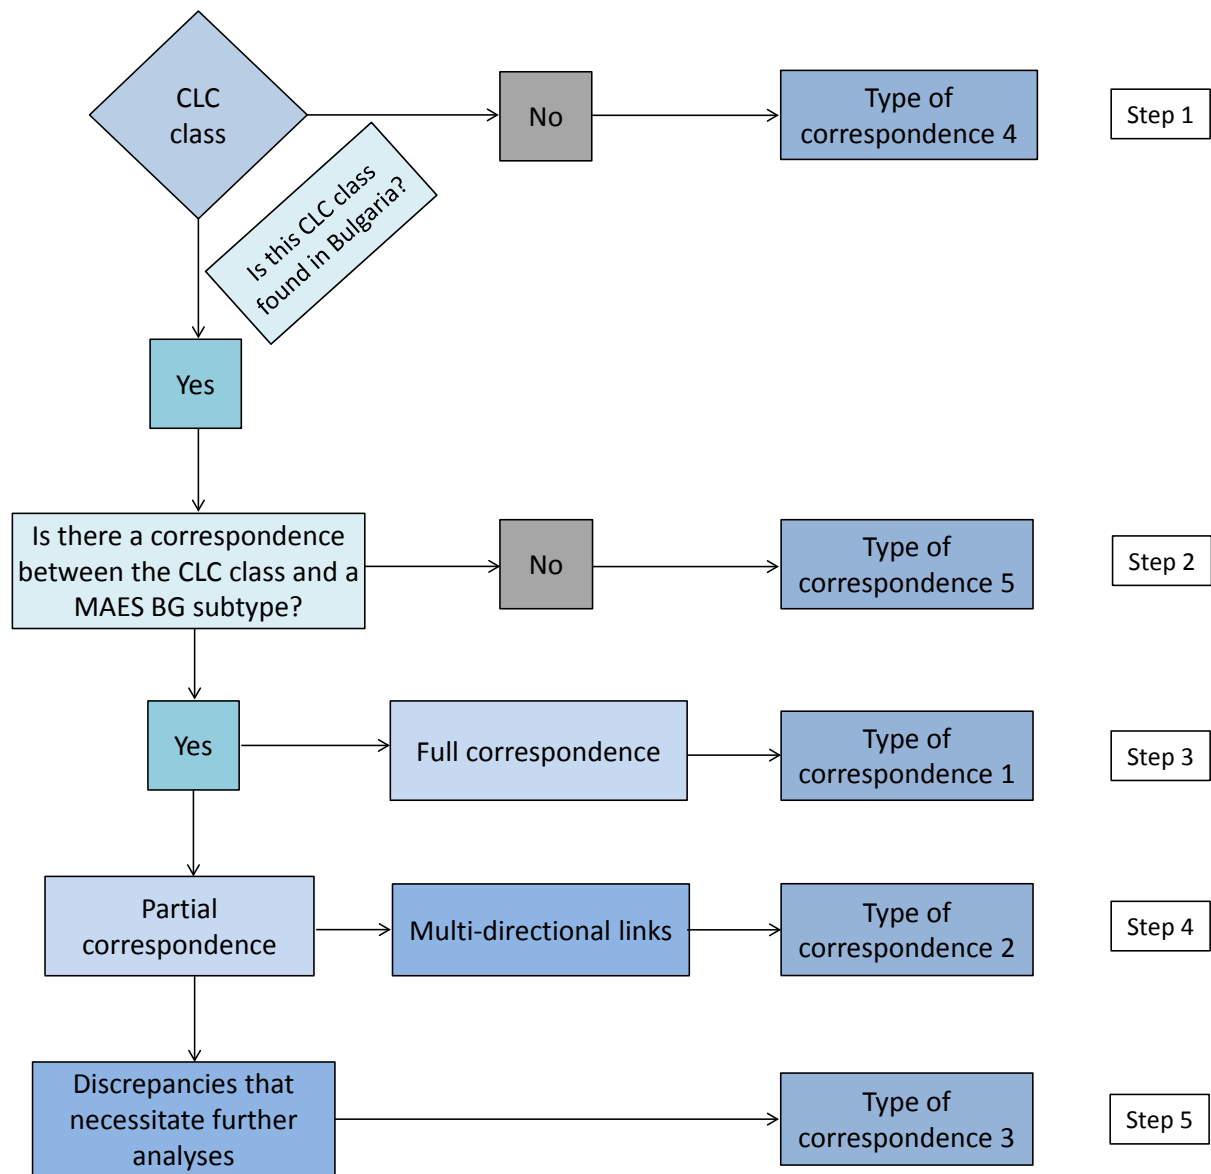 CLC
class
No
Type of
correspondence 4
Step 1
Is this CLC class
found in Bulgaria?
Yes
Is there a correspondence
between the CLC class and a
MAES BG subtype?
No
Type of
correspondence 5
Step 2
Yes
Full correspondence
Type of
correspondence 1
Step 3
Partial
correspondence
Multi-directional links
Type of
correspondence 2
Step 4
Discrepancies that
necessitate further
analyses
Type of
correspondence 3
Step 5